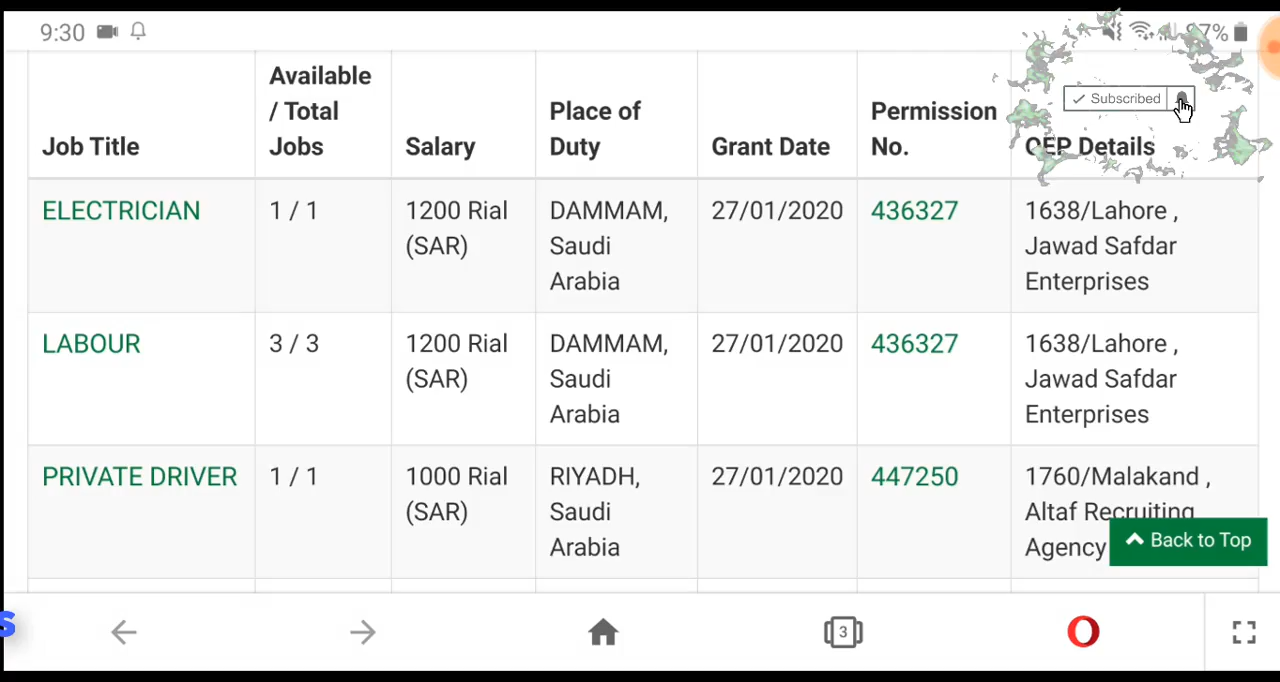 9:30
97%
Subscribed
Job Title
Available
/ Total
Jobs
Salary
Place of
Duty
Grant Date
Permission
No.
OEP Details
ELECTRICIAN
1 / 1
1200 Rial
(SAR)
DAMMAM,
Saudi
Arabia
27/01/2020
436327
1638/Lahore ,
Jawad Safdar
Enterprises
LABOUR
3 / 3
1200 Rial
(SAR)
DAMMAM,
Saudi
Arabia
27/01/2020
436327
1638/Lahore ,
Jawad Safdar
Enterprises
PRIVATE DRIVER
1 / 1
1000 Rial
(SAR)
RIYADH,
Saudi
Arabia
27/01/2020
447250
1760/Malakand ,
Altaf Recruiting
Agency
Back to Top
s
3